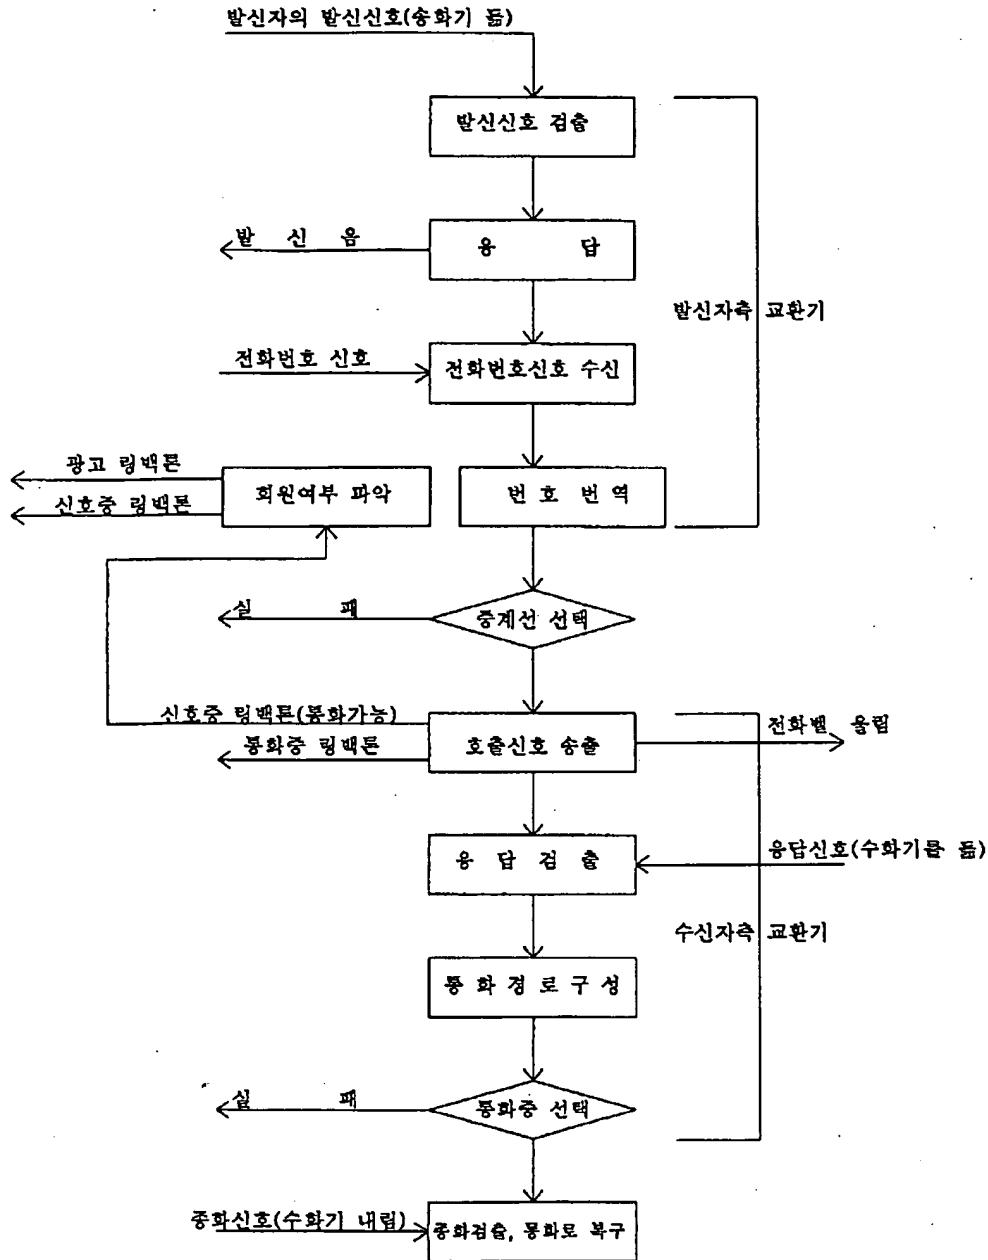 발신자의 발신신호(송화기 듦)
발신신호 검출
발 신 음
응 답
발신자측 교환기
전화번호 신호
전화번호신호 수신
광고 링백톤
신호중 링백톤
회원여부 파악
번 호 번 역
실 패
중계선 선택
신호중 링백톤(통화가능)
통화중 링백톤
호출신호 송출
전화벨 울림
응 답 검 출
응답신호(수화기를 듦)
수신자측 교환기
통 화 경 로 구 성
실 패
통화중 선택
종화신호(수화기 내림)
종화검출, 통화로 복구